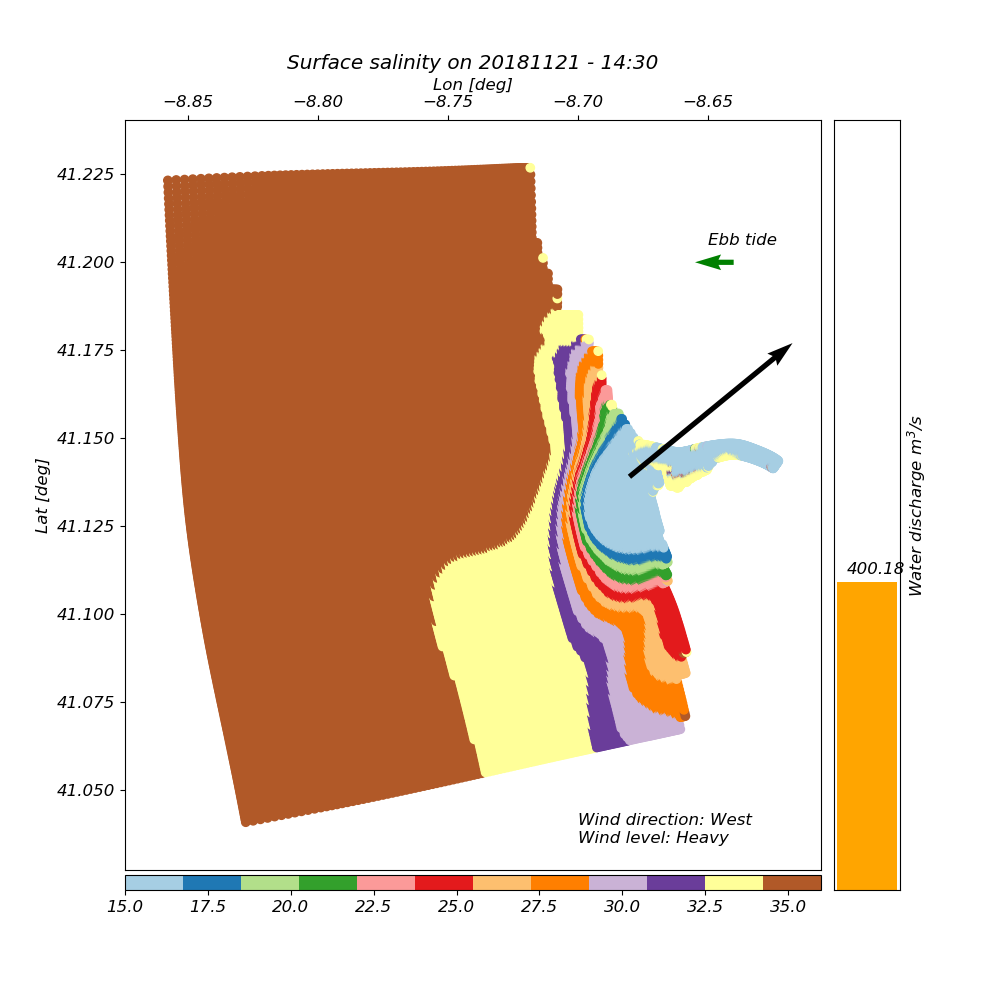 Surface salinity on 20181121 - 14:30
Lon [deg]
−8.85 −8.80 −8.75 −8.70 −8.65
41.225
41.200
41.175
41.150
41.125
41.100
41.075
41.050
Lat [deg]
Ebb tide
Wind direction: West
Wind level: Heavy
400.18
Water discharge m³/s
15.0 17.5 20.0 22.5 25.0 27.5 30.0 32.5 35.0